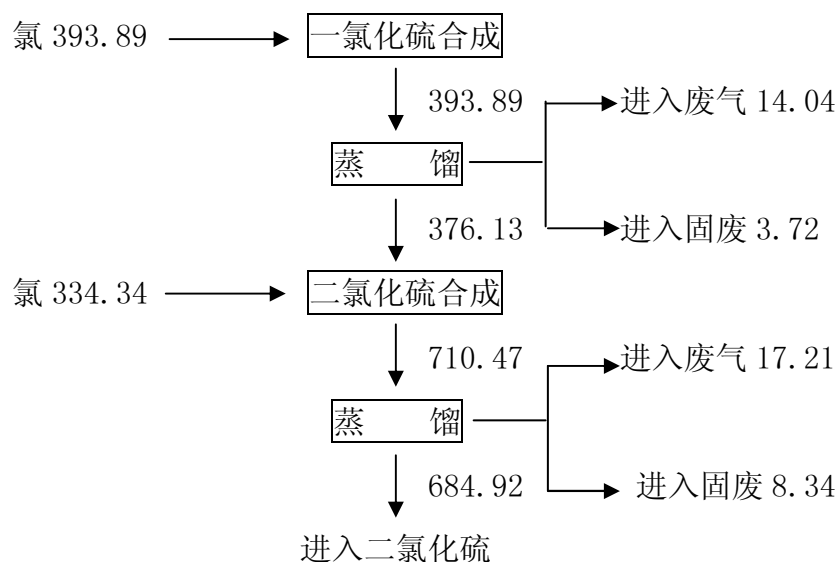 氯 393.89
一氯化硫合成
393.89
进入废气 14.04
蒸 馏
376.13
进入固废 3.72
氯 334.34
二氯化硫合成
710.47
进入废气 17.21
蒸 馏
684.92
进入固废 8.34
进入二氯化硫